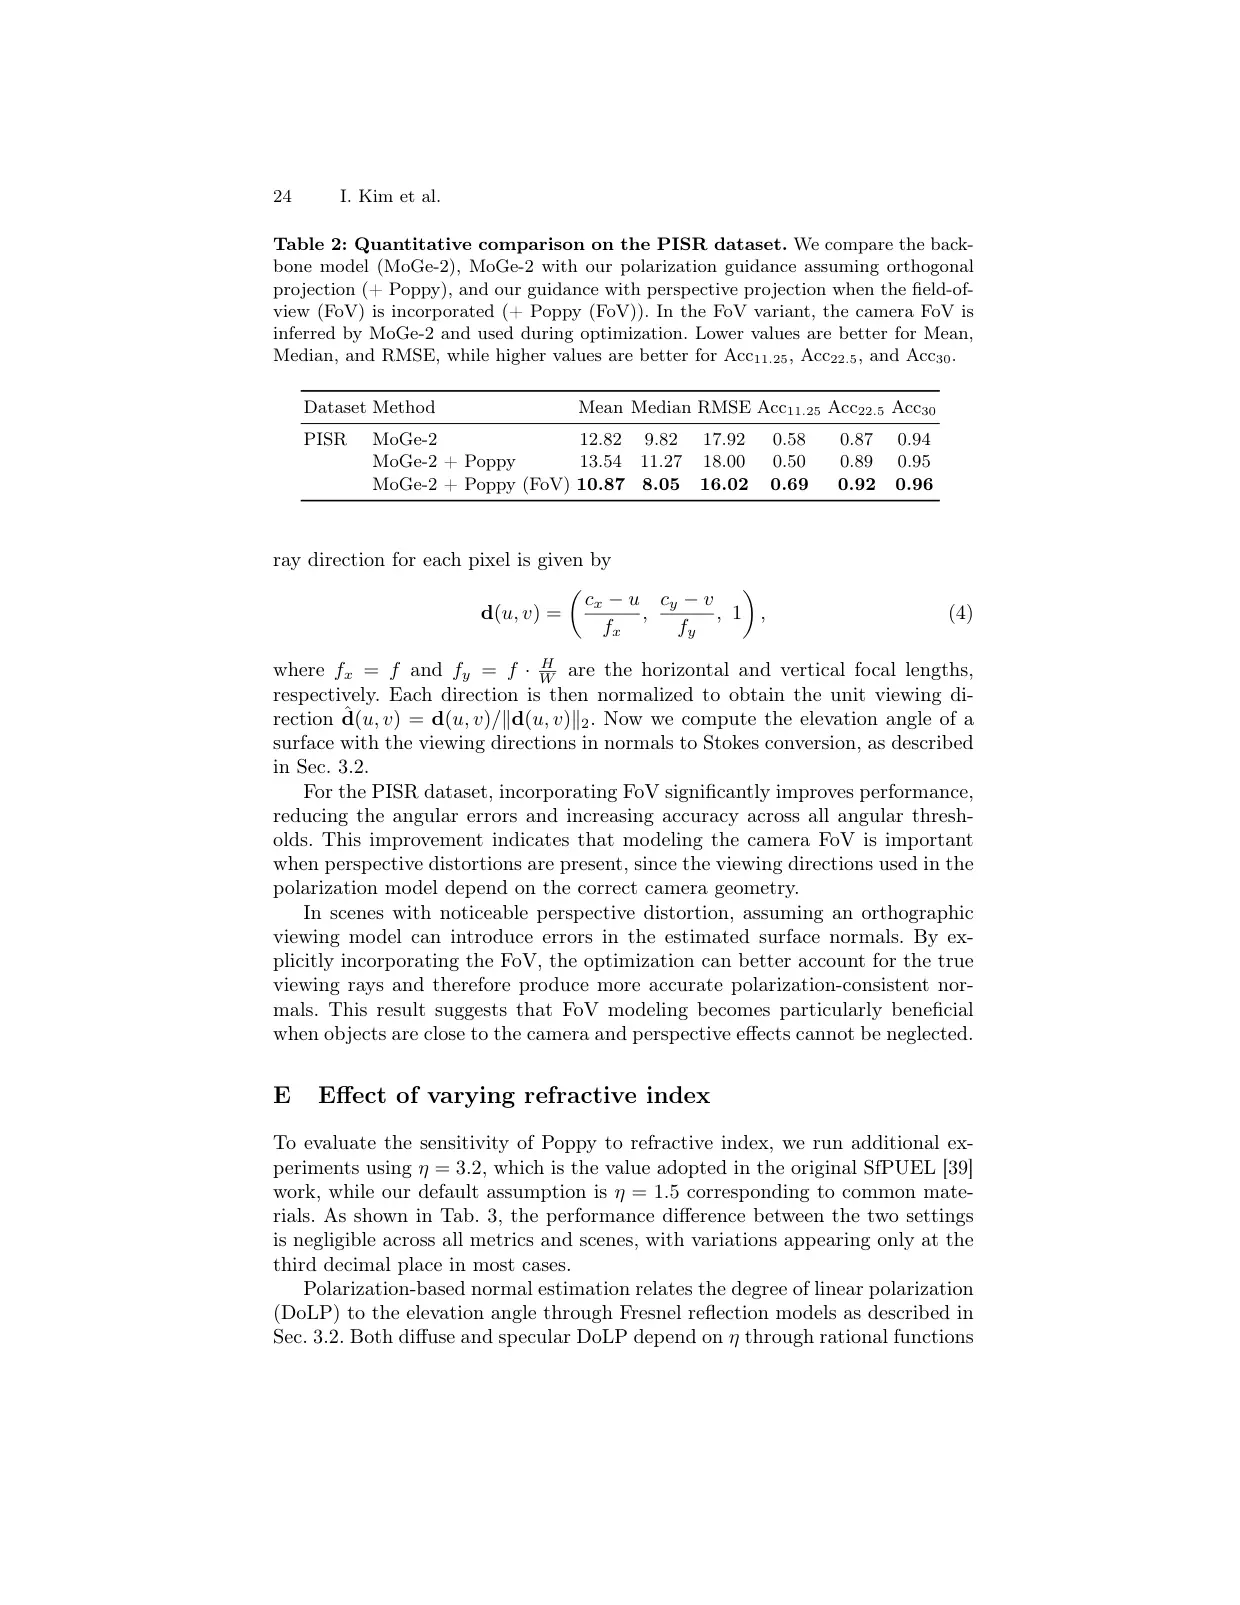 24 I. Kim et al.
Table 2: Quantitative comparison on the PISR dataset. We compare the back-
bone model (MoGe-2), MoGe-2 with our polarization guidance assuming orthogonal
projection (+ Poppy), and our guidance with perspective projection when the field-of-
view (FoV) is incorporated (+ Poppy (FoV)). In the FoV variant, the camera FoV is
inferred by MoGe-2 and used during optimization. Lower values are better for Mean,
Median, and RMSE, while higher values are better for Acc₁₁.₂₅, Acc₂₂.₅, and Acc₃₀.
Dataset Method Mean Median RMSE Acc₁₁.₂₅ Acc₂₂.₅ Acc₃₀
PISR MoGe-2 12.82 9.82 17.92 0.58 0.87 0.94
MoGe-2 + Poppy 13.54 11.27 18.00 0.50 0.89 0.95
MoGe-2 + Poppy (FoV) 10.87 8.05 16.02 0.69 0.92 0.96
ray direction for each pixel is given by
d(u, v) = ( (c_x − u)/f_x , (c_y − v)/f_y , 1 ) , (4)
where f_x = f and f_y = f · H/W are the horizontal and vertical focal lengths,
respectively. Each direction is then normalized to obtain the unit viewing di-
rection d̂(u, v) = d(u, v)/‖d(u, v)‖₂. Now we compute the elevation angle of a
surface with the viewing directions in normals to Stokes conversion, as described
in Sec. 3.2.
For the PISR dataset, incorporating FoV significantly improves performance,
reducing the angular errors and increasing accuracy across all angular thresh-
olds. This improvement indicates that modeling the camera FoV is important
when perspective distortions are present, since the viewing directions used in the
polarization model depend on the correct camera geometry.
In scenes with noticeable perspective distortion, assuming an orthographic
viewing model can introduce errors in the estimated surface normals. By ex-
plicitly incorporating the FoV, the optimization can better account for the true
viewing rays and therefore produce more accurate polarization-consistent nor-
mals. This result suggests that FoV modeling becomes particularly beneficial
when objects are close to the camera and perspective effects cannot be neglected.
E Effect of varying refractive index
To evaluate the sensitivity of Poppy to refractive index, we run additional ex-
periments using η = 3.2, which is the value adopted in the original SfPUEL [39]
work, while our default assumption is η = 1.5 corresponding to common mate-
rials. As shown in Tab. 3, the performance difference between the two settings
is negligible across all metrics and scenes, with variations appearing only at the
third decimal place in most cases.
Polarization-based normal estimation relates the degree of linear polarization
(DoLP) to the elevation angle through Fresnel reflection models as described in
Sec. 3.2. Both diffuse and specular DoLP depend on η through rational functions